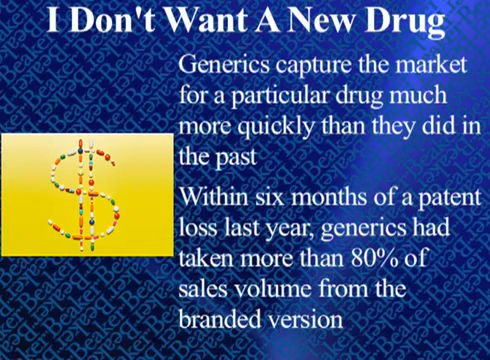 I Don't Want A New Drug
Generics capture the market
for a particular drug much
more quickly than they did in
the past
Within six months of a patent
loss last year, generics had
taken more than 80% of
sales volume from the
branded version